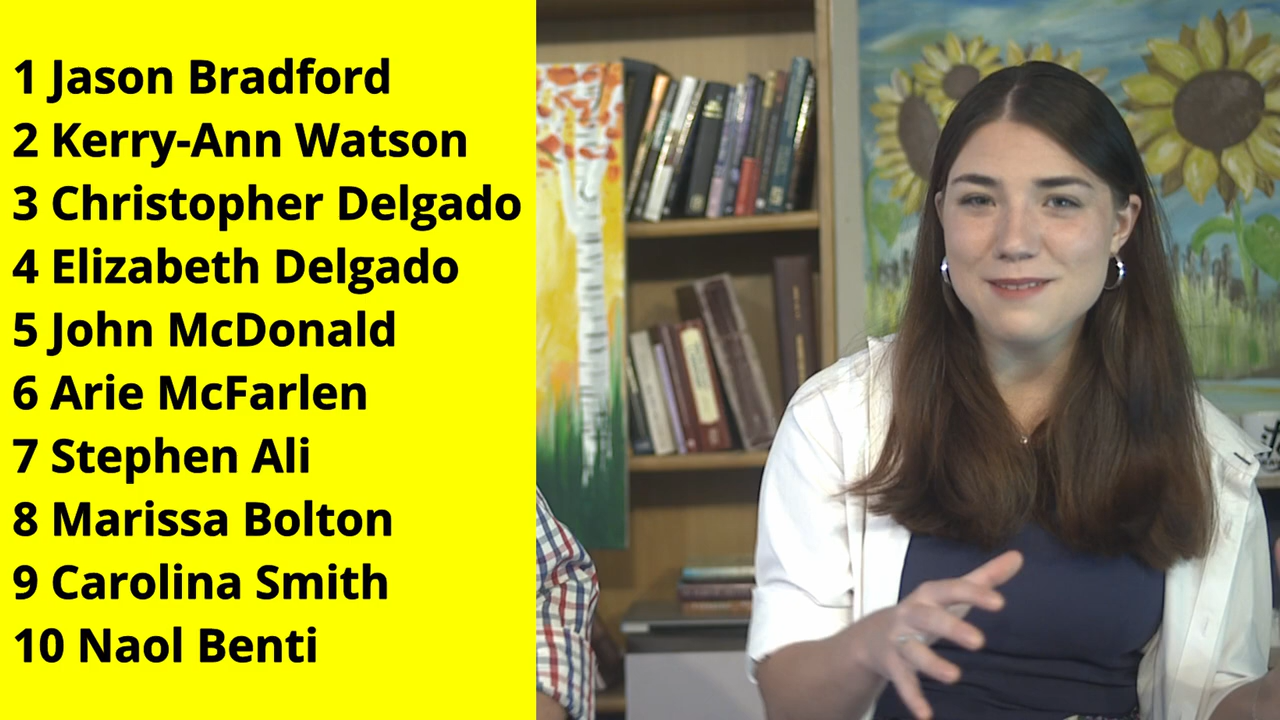 1 Jason Bradford
2 Kerry-Ann Watson
3 Christopher Delgado
4 Elizabeth Delgado
5 John McDonald
6 Arie McFarlen
7 Stephen Ali
8 Marissa Bolton
9 Carolina Smith
10 Naol Benti